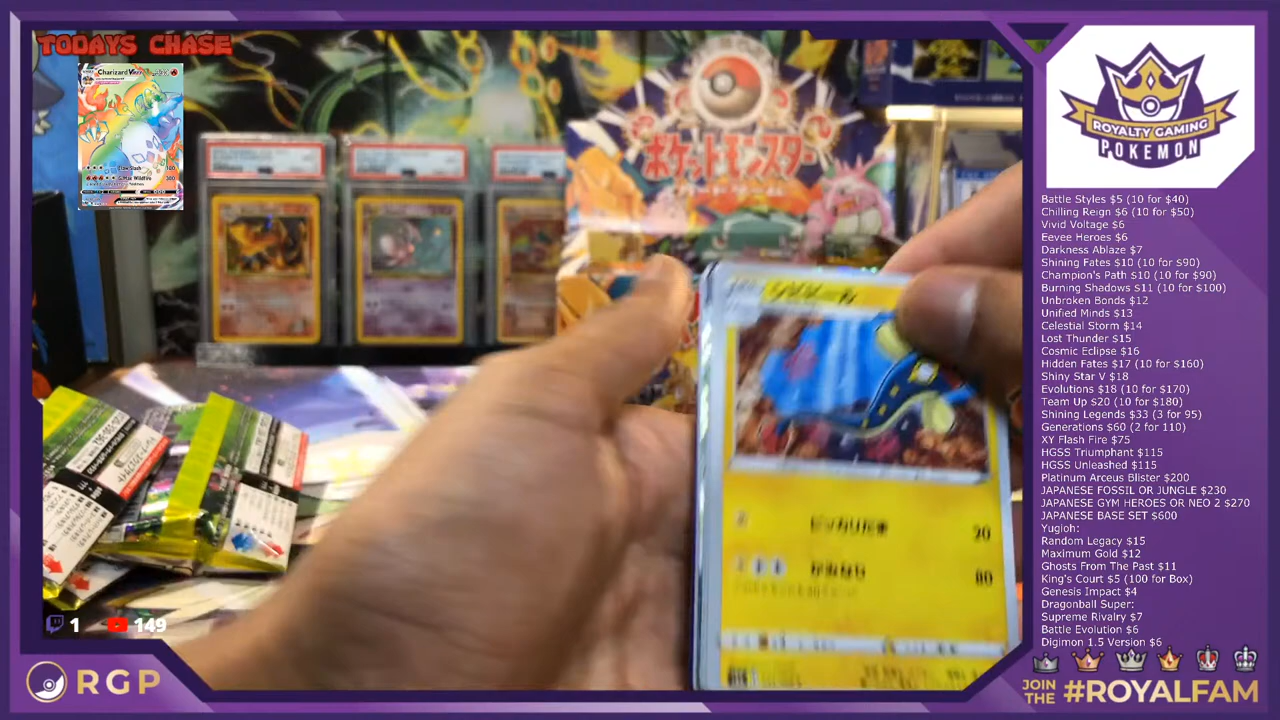 TODAYS CHASE
Charizard
Claw Slash 100
G-Max Wildfire 300
ポケットモンスター
20
80
1 149
RGP
ROYALTY GAMING
POKEMON
Battle Styles $5 (10 for $40)
Chilling Reign $6 (10 for $50)
Vivid Voltage $6
Eevee Heroes $6
Darkness Ablaze $7
Shining Fates $10 (10 for $90)
Champion's Path $10 (10 for $90)
Burning Shadows $11 (10 for $100)
Unbroken Bonds $12
Unified Minds $13
Celestial Storm $14
Lost Thunder $15
Cosmic Eclipse $16
Hidden Fates $17 (10 for $160)
Shiny Star V $18
Evolutions $18 (10 for $170)
Team Up $20 (10 for $180)
Shining Legends $33 (3 for 95)
Generations $60 (2 for 110)
XY Flash Fire $75
HGSS Triumphant $115
HGSS Unleashed $115
Platinum Arceus Blister $200
JAPANESE FOSSIL OR JUNGLE $230
JAPANESE GYM HEROES OR NEO 2 $270
JAPANESE BASE SET $600
Yugioh:
Random Legacy $15
Maximum Gold $12
Ghosts From The Past $11
King's Court $5 (100 for Box)
Genesis Impact $4
Dragonball Super:
Supreme Rivalry $7
Battle Evolution $6
Digimon 1.5 Version $6
JOIN THE #ROYALFAM